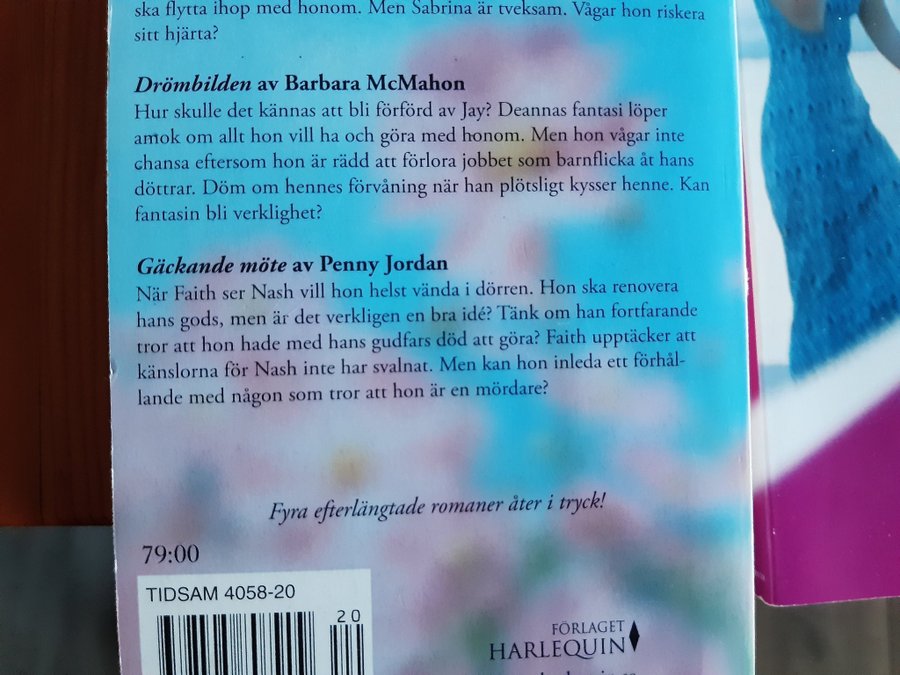 ska flytta ihop med honom. Men Sabrina är tveksam. Vågar hon riskera
sitt hjärta?
Drömbilden av Barbara McMahon
Hur skulle det kännas att bli förförd av Jay? Deannas fantasi löper
amok om allt hon vill ha och göra med honom. Men hon vågar inte
chansa eftersom hon är rädd att förlora jobbet som barnflicka åt hans
döttrar. Döm om hennes förvåning när han plötsligt kysser henne. Kan
fantasin bli verklighet?
Gäckande möte av Penny Jordan
När Faith ser Nash vill hon helst vända i dörren. Hon ska renovera
hans gods, men är det verkligen en bra idé? Tänk om han fortfarande
tror att hon hade med hans gudfars död att göra? Faith upptäcker att
känslorna för Nash inte har svalnat. Men kan hon inleda ett förhål-
lande med någon som tror att hon är en mördare?
Fyra efterlängtade romaner åter i tryck!
79:00
TIDSAM 4058-20
20
FÖRLAGET
HARLEQUIN